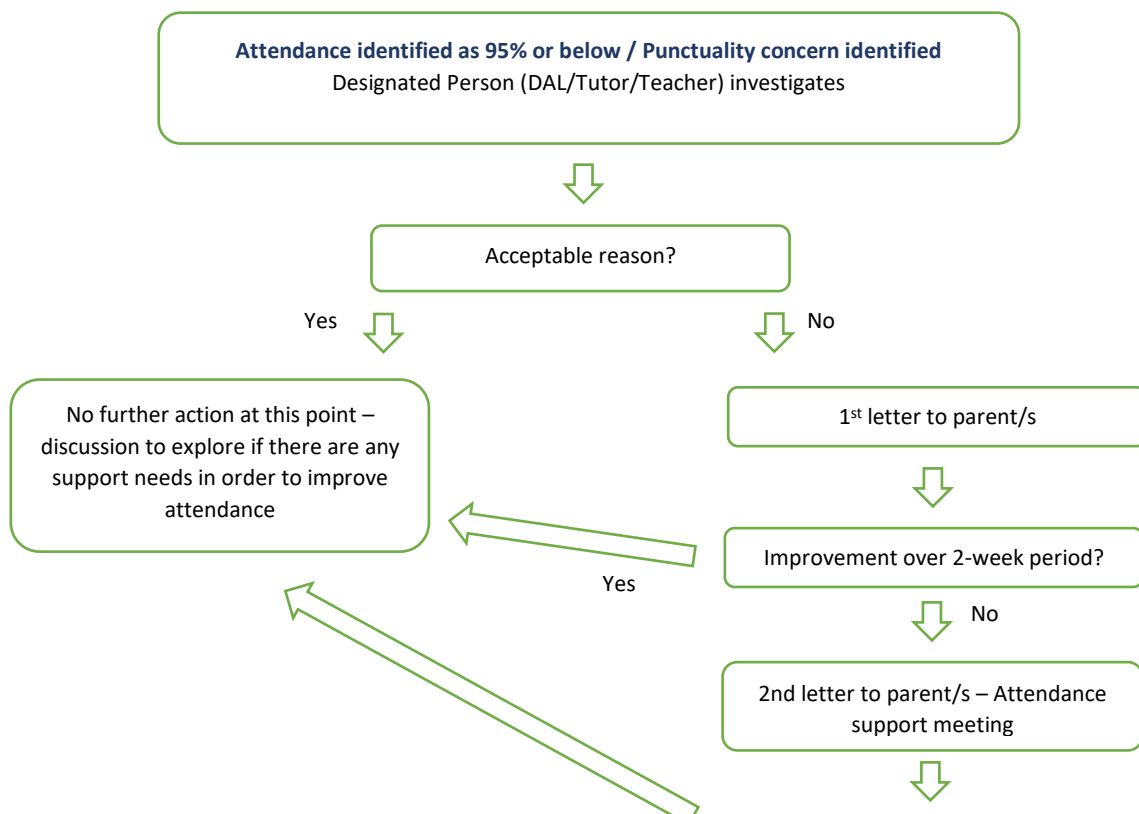 Attendance identified as 95% or below / Punctuality concern identified
Designated Person (DAL/Tutor/Teacher) investigates
Acceptable reason?
Yes
No
No further action at this point –
discussion to explore if there are any
support needs in order to improve
attendance
1st letter to parent/s
Improvement over 2-week period?
Yes
No
2nd letter to parent/s – Attendance
support meeting